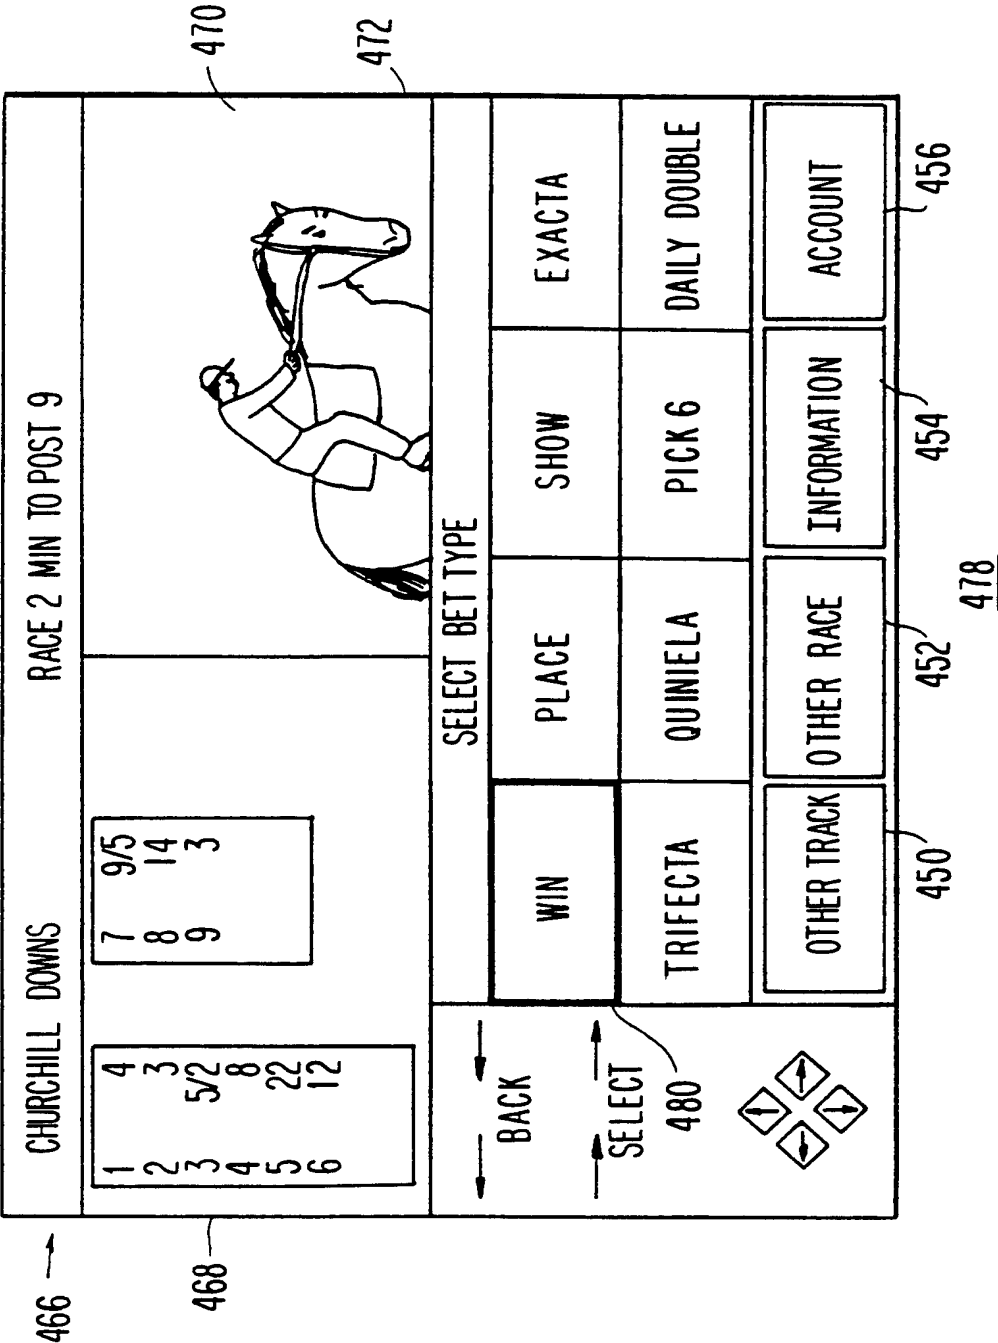 466
CHURCHILL DOWNS RACE 2 MIN TO POST 9
468
1 4
2 3
3 5/2
4 8
5 22
6 12
7 9/5
8 14
9 3
470
472
SELECT BET TYPE
BACK
SELECT
480
WIN PLACE SHOW EXACTA
TRIFECTA QUINIELA PICK 6 DAILY DOUBLE
OTHER TRACK OTHER RACE INFORMATION ACCOUNT
450 452 454 456
478